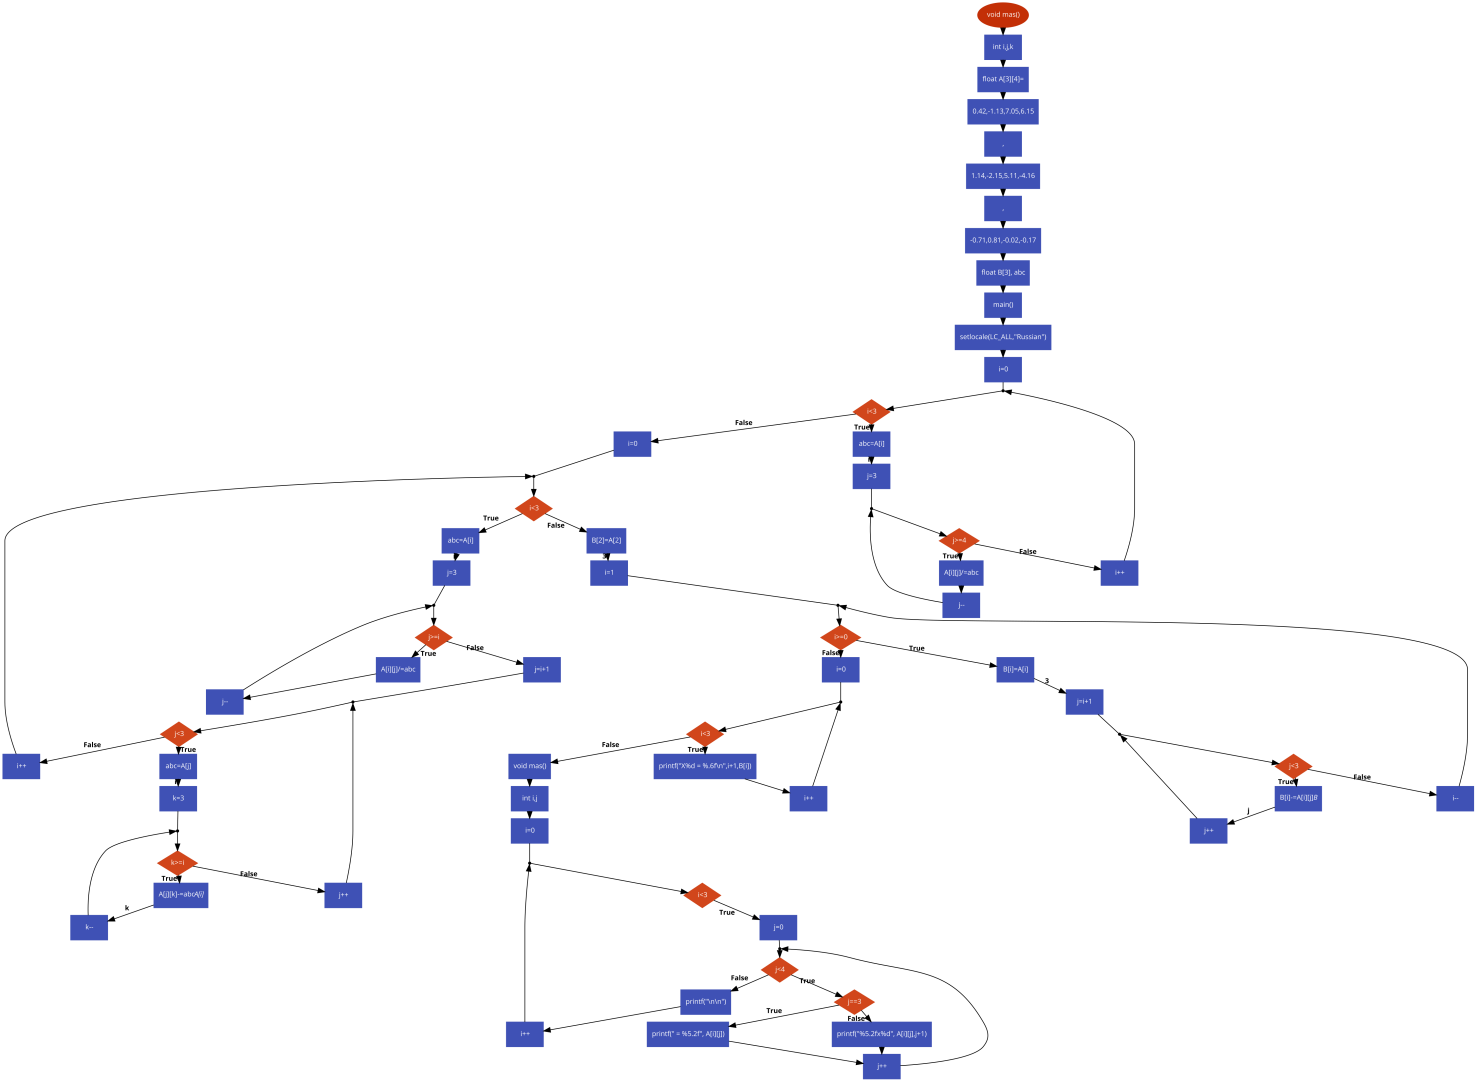 void mas()
int i,j,k
float A[3][4]=
0.42,-1.13,7.05,6.15
,
1.14,-2.15,5.11,-4.16
,
-0.71,0.81,-0.02,-0.17
float B[3], abc
main()
setlocale(LC_ALL,"Russian")
i=0
i<3
False
True
i=0
abc=A[i]
j=3
i<3
True
False
abc=A[i]
B[2]=A[2]
j>=4
True
False
j=3
3
i=1
A[i][j]/=abc
i++
j--
j>=i
True
False
i>=0
False
True
A[i][j]/=abc
j=i+1
i=0
B[i]=A[i]
3
j--
j=i+1
j<3
False
True
i<3
False
True
j<3
True
False
i++
abc=A[j]
void mas()
printf("X%d = %.6f\n",i+1,B[i])
k=3
int i,j
i++
B[i]-=A[i][j]B
i--
j
i=0
j++
k>=i
True
False
A[j][k]-=abcA[i]
k
j++
i<3
True
k--
j=0
j<4
False
True
printf("\n\n")
j==3
True
False
i++
printf(" = %5.2f", A[i][j])
printf("%5.2fx%d", A[i][j],j+1)
j++